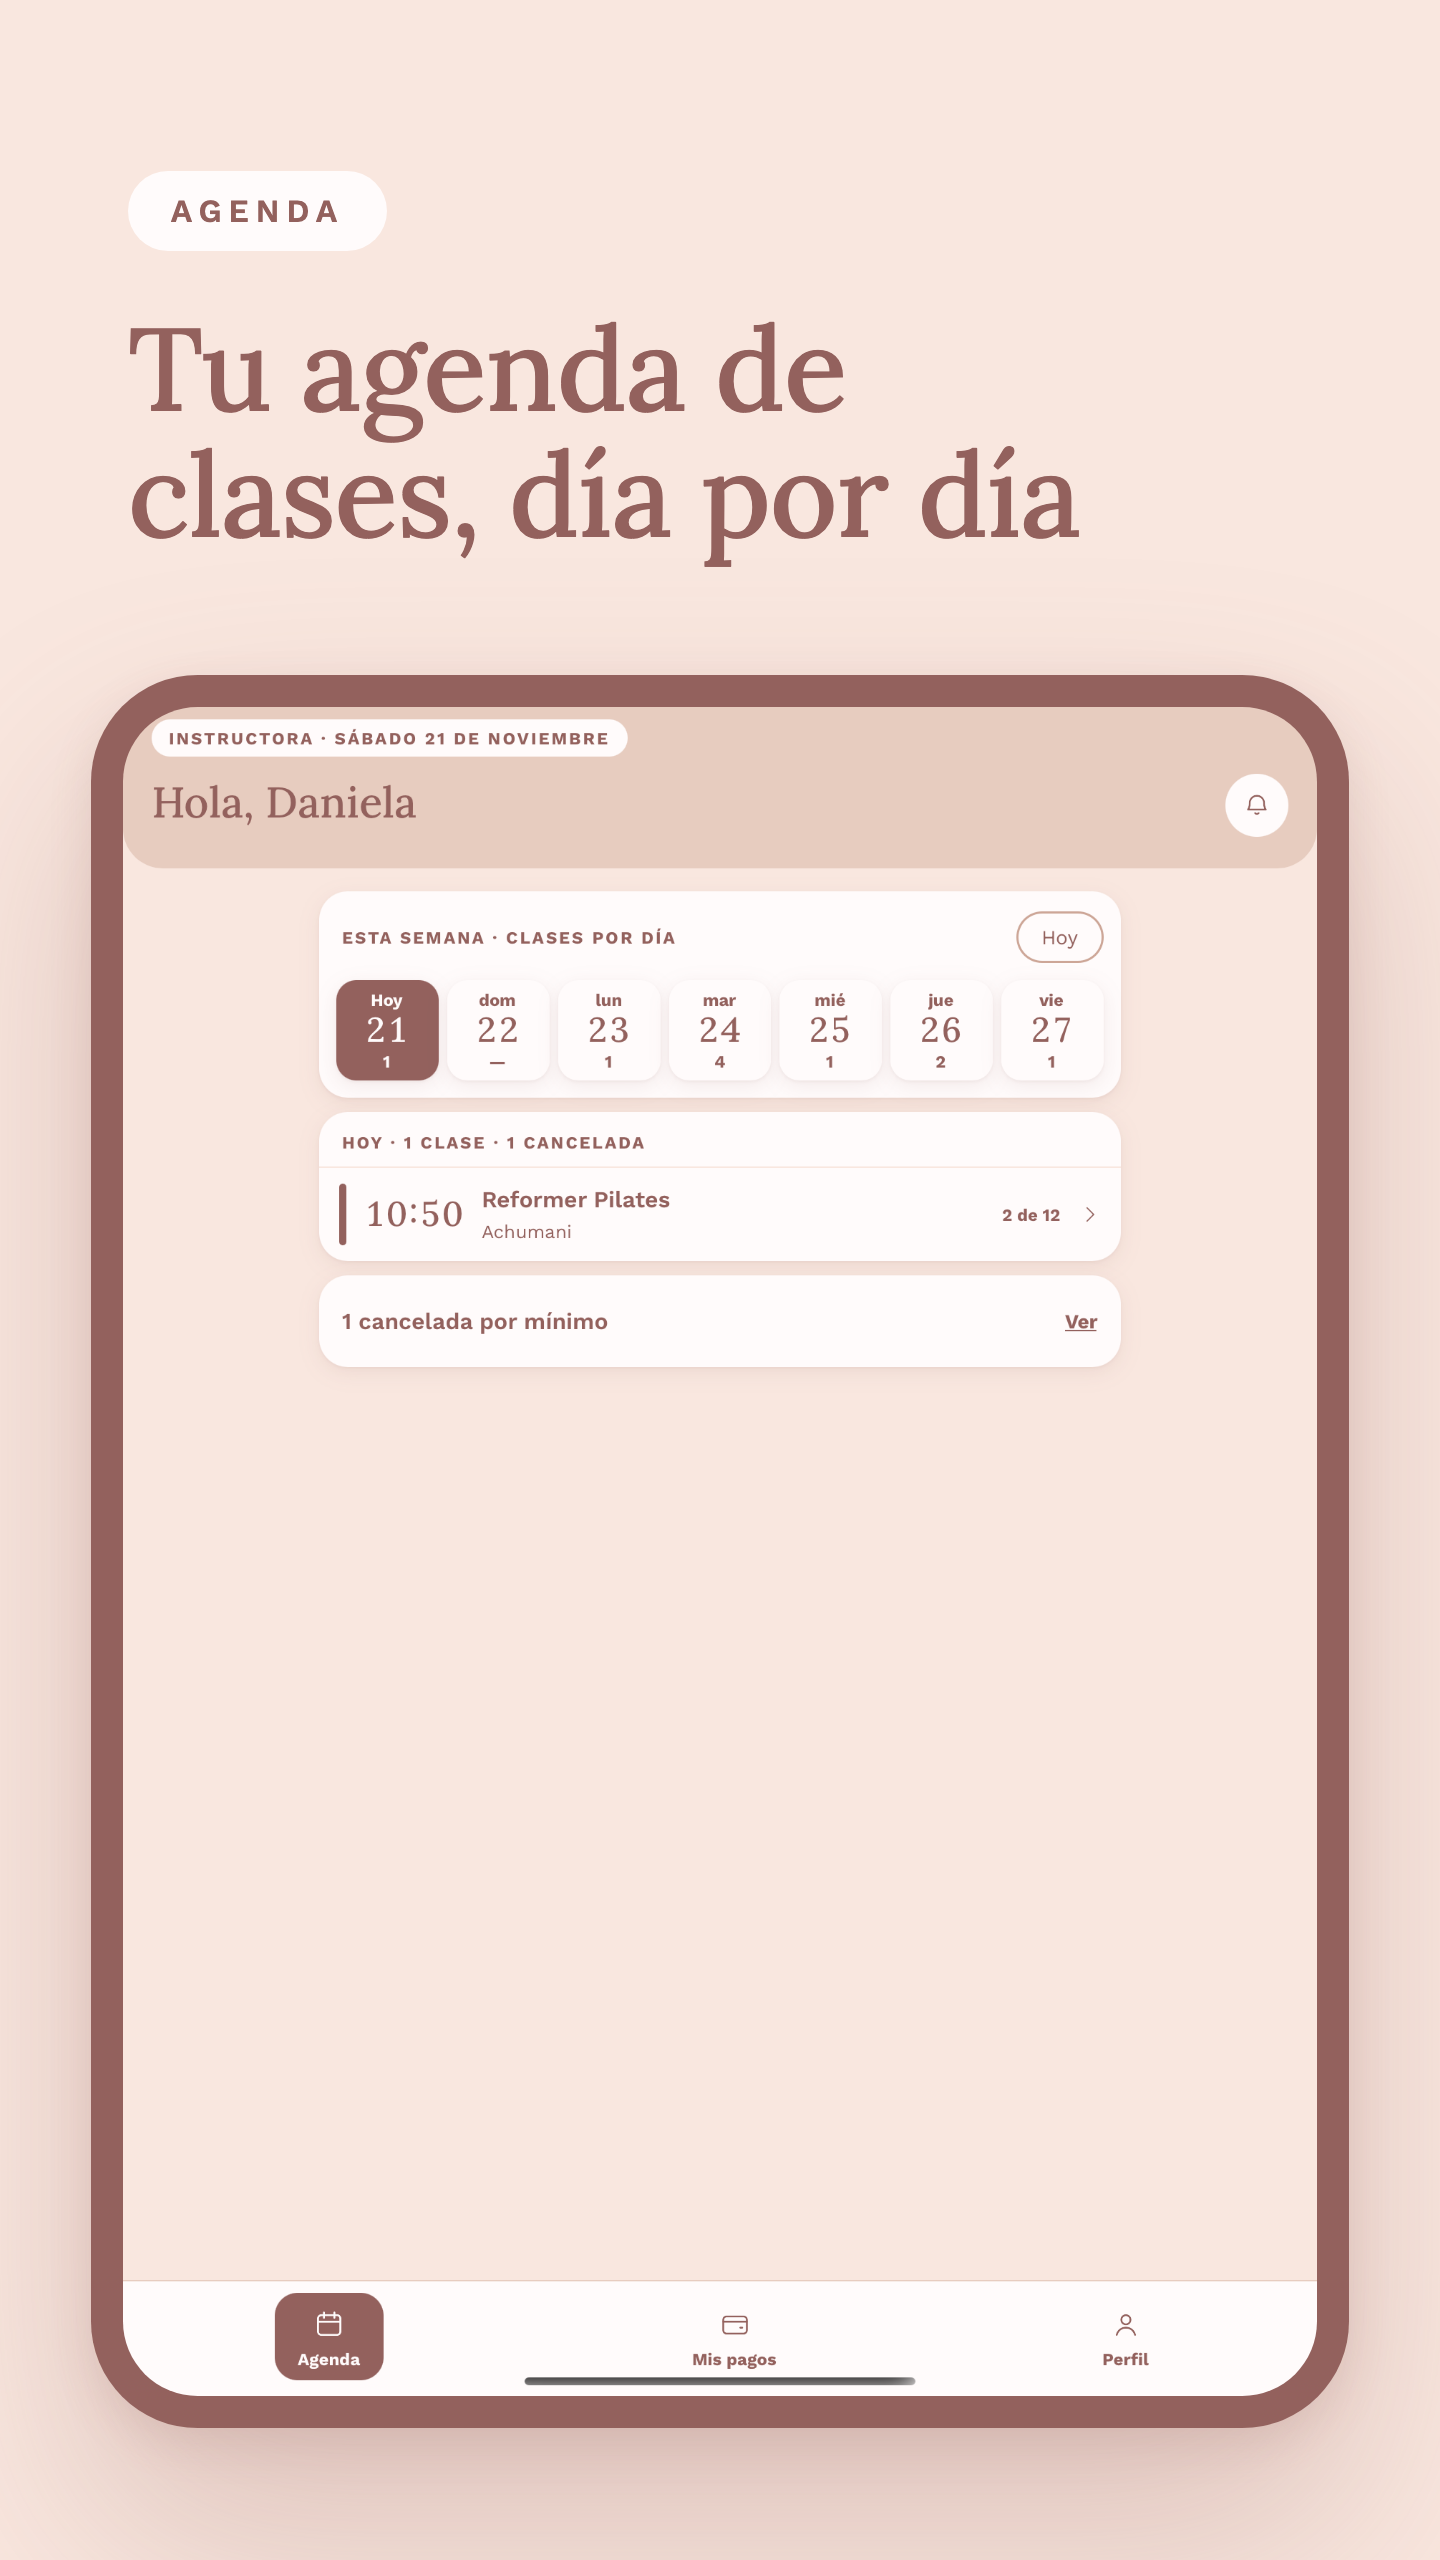 AGENDA
Tu agenda de
clases, día por día
INSTRUCTORA · SÁBADO 21 DE NOVIEMBRE
Hola, Daniela
ESTA SEMANA · CLASES POR DÍA
Hoy
Hoy dom lun mar mié jue vie
21 22 23 24 25 26 27
1 — 1 4 1 2 1
HOY · 1 CLASE · 1 CANCELADA
10:50 Reformer Pilates 2 de 12
Achumani
1 cancelada por mínimo Ver
Agenda Mis pagos Perfil